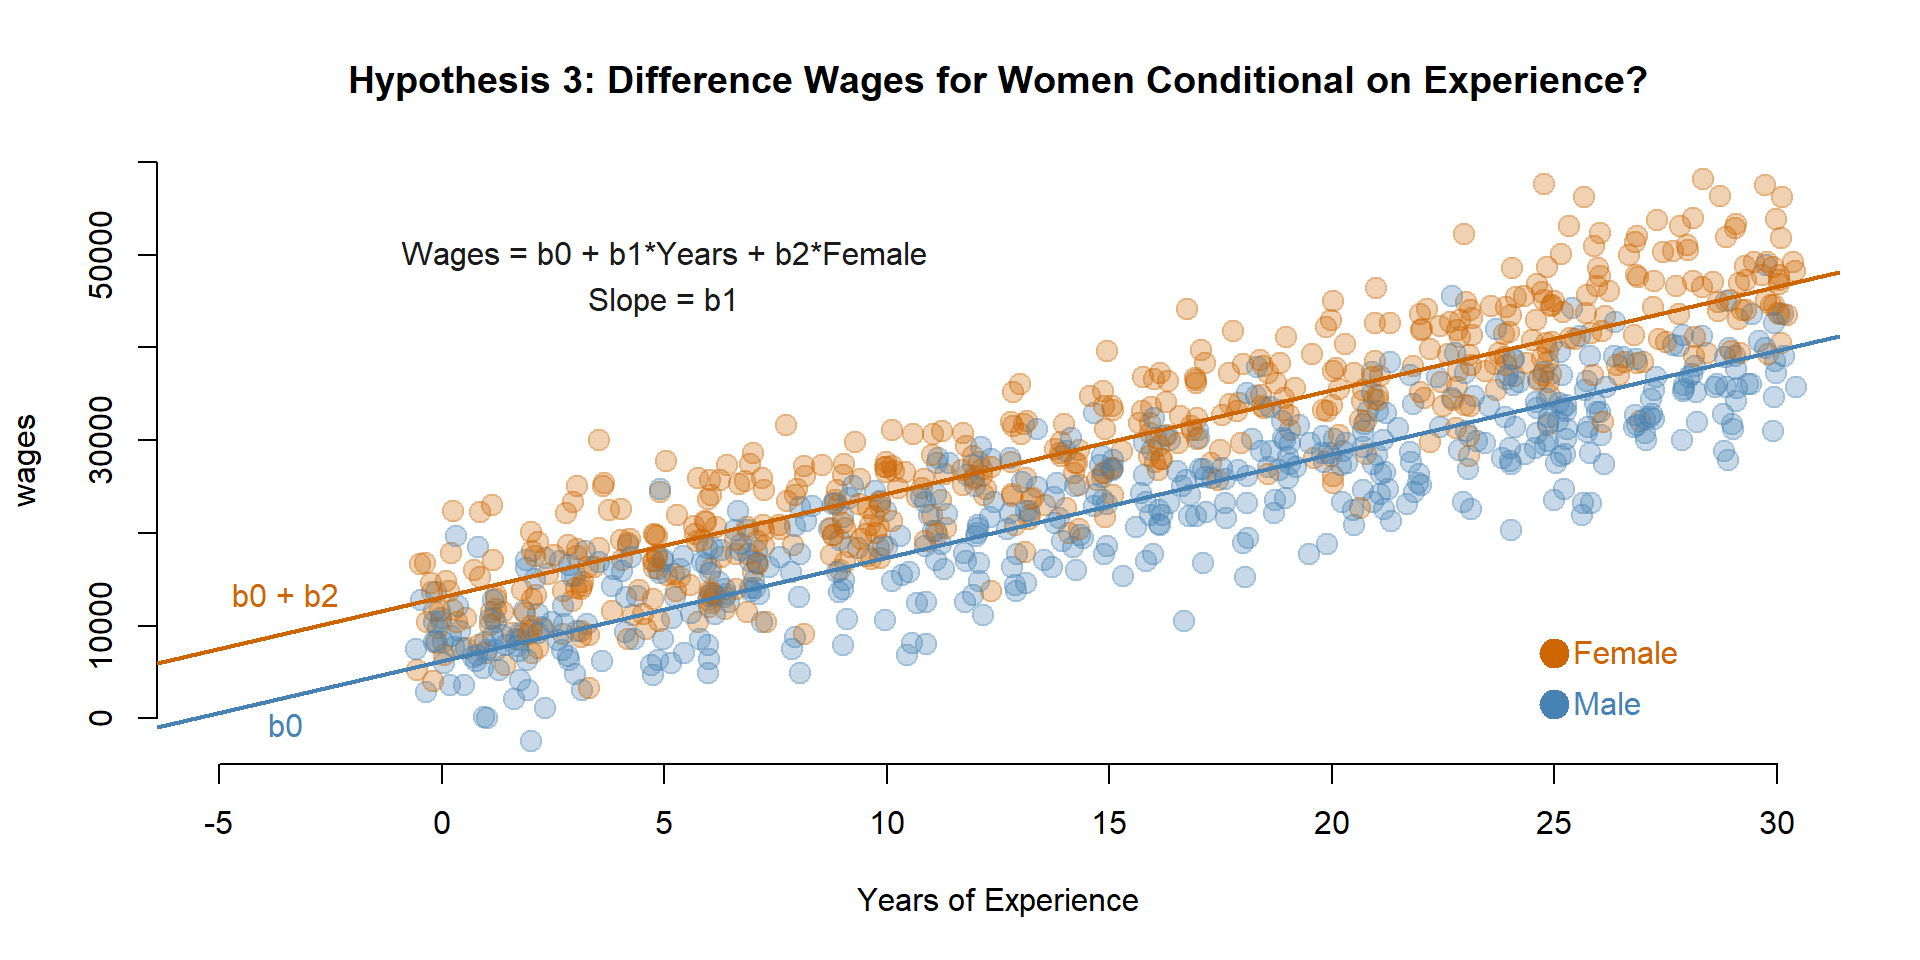 Hypothesis 3: Difference Wages for Women Conditional on Experience?
Wages = b0 + b1*Years + b2*Female
Slope = b1
wages
50000
30000
10000
0
b0 + b2
b0
Female
Male
-5 0 5 10 15 20 25 30
Years of Experience